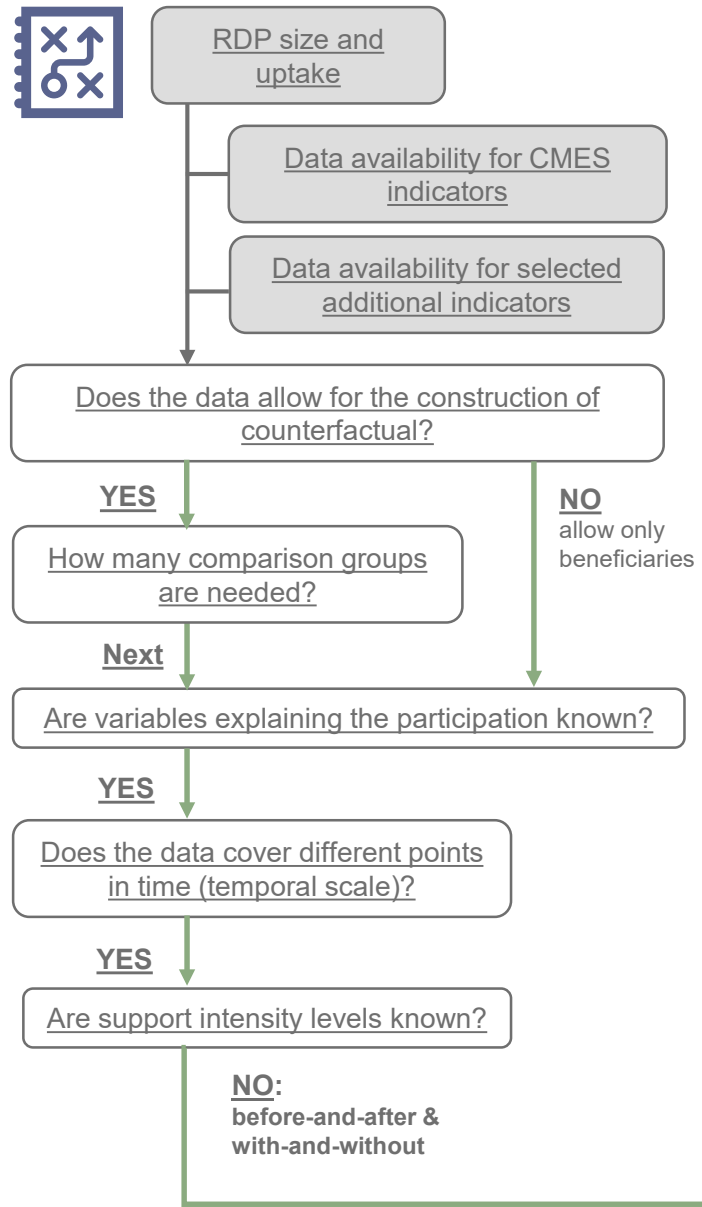 RDP size and
uptake
Data availability for CMES
indicators
Data availability for selected
additional indicators
Does the data allow for the construction of
counterfactual?
YES
NO
allow only
beneficiaries
How many comparison groups
are needed?
Next
Are variables explaining the participation known?
YES
Does the data cover different points
in time (temporal scale)?
YES
Are support intensity levels known?
NO:
before-and-after &
with-and-without